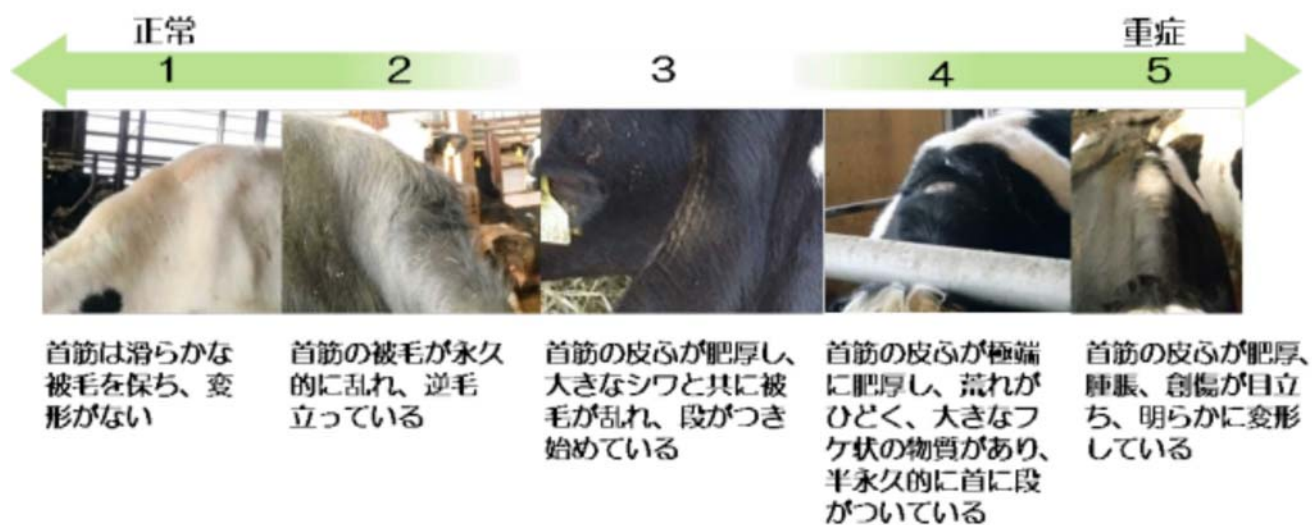 正常
重症
1
2
3
4
5
首筋は滑らかな
被毛を保ち、変
形がない
首筋の被毛が永久
的に乱れ、逆毛
立っている
首筋の皮ふが肥厚し、
大きなシワと共に被
毛が乱れ、段がつき
始めている
首筋の皮ふが極端
に肥厚し、荒れが
ひどく、大きなフ
ケ状の物質があり、
半永久的に首に段
がついている
首筋の皮ふが肥厚、
腫脹、創傷が目立
ち、明らかに変形
している